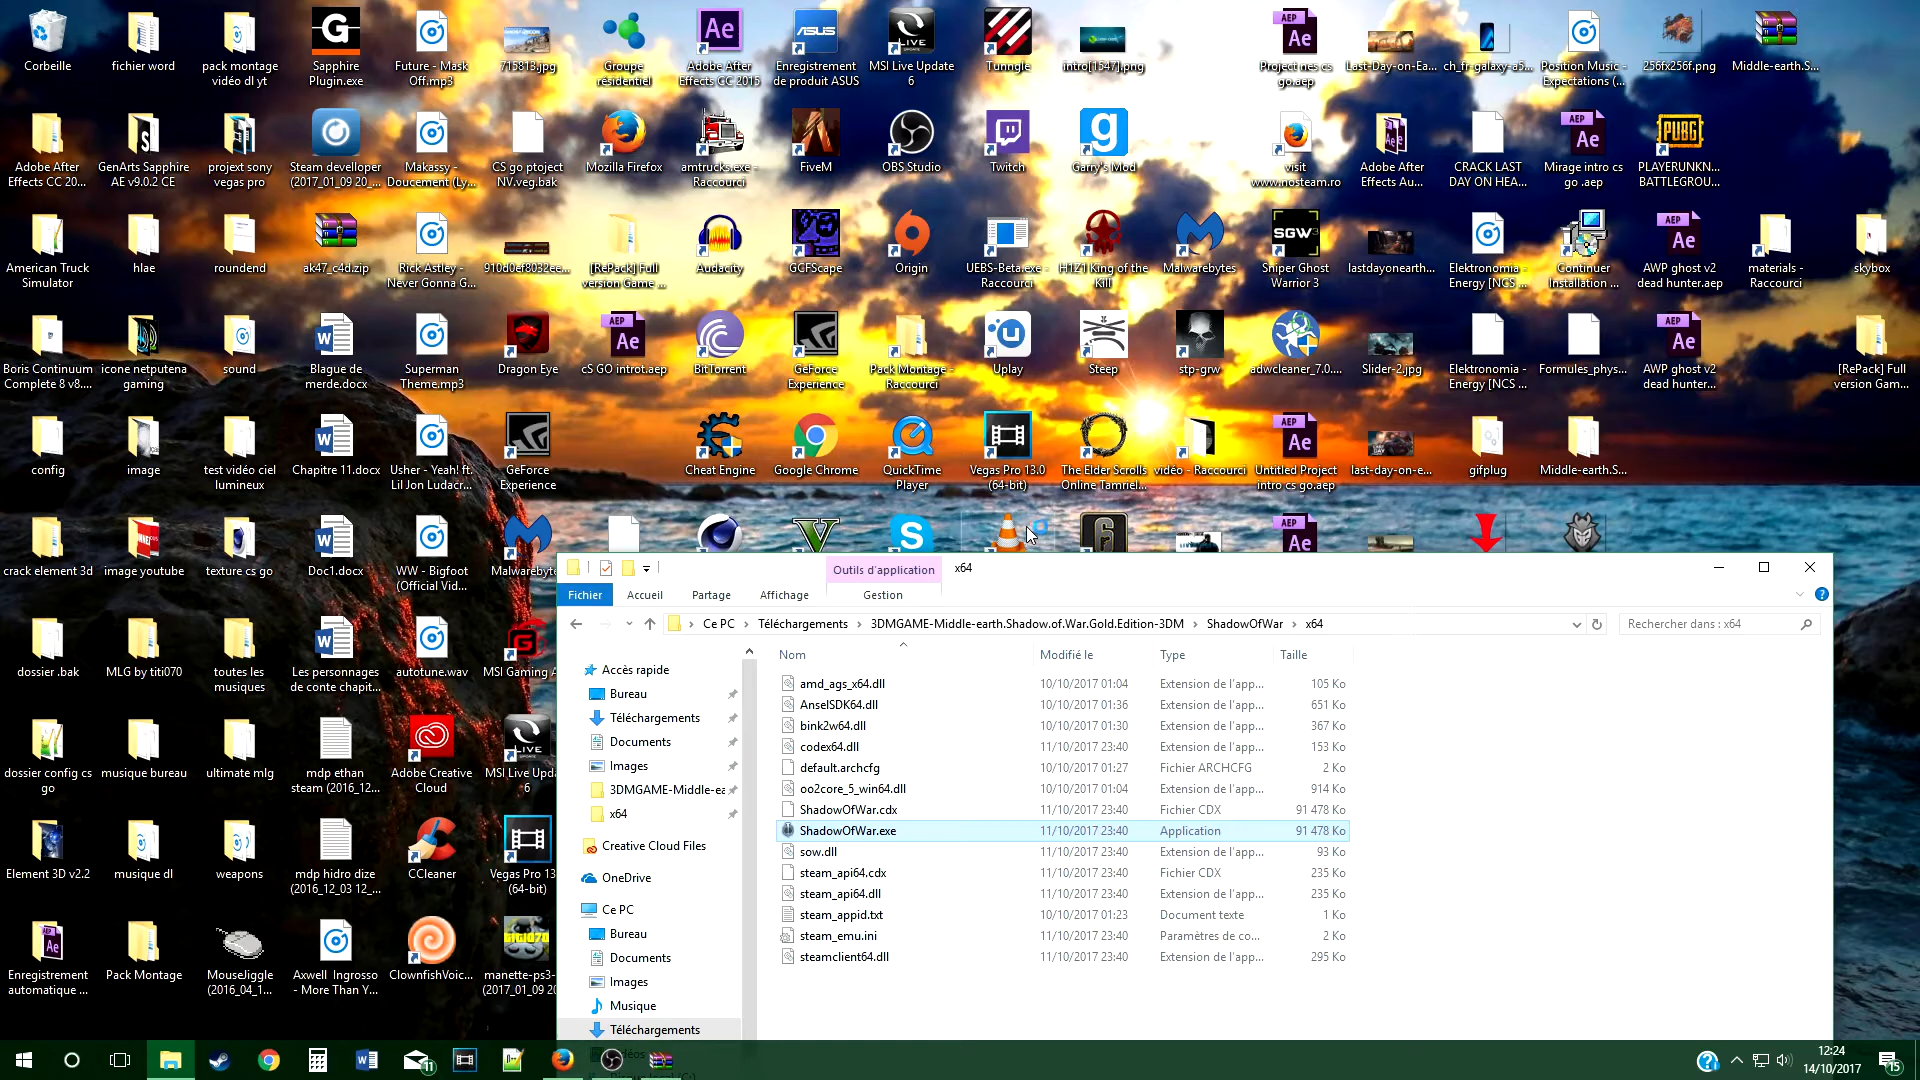 Corbeille
fichier word
pack montage
vidéo dl yt
Sapphire
Plugin.exe
Future - Mask
Off.mp3
715813.jpg
Groupe
résidentiel
Adobe After
Effects CC 2015
Enregistrement
de produit ASUS
MSI Live Update
6
Tunngle
intro[1547].png
Project nes cs
go.aep
Last-Day-on-Ea...
ch_fr-galaxy-a5...
Position Music -
Expectations (...
256fx256f.png
Middle-earth.S...
Adobe After
Effects CC 20...
GenArts Sapphire
AE v9.0.2 CE
projext sony
vegas pro
Steam develloper
(2017_01_09 20_...
Makassy -
Doucement (Ly...
CS go ptoject
NV.veg.bak
Mozilla Firefox
amtrucks.exe -
Raccourci
FiveM
OBS Studio
Twitch
Garry's Mod
visit
www.nosteam.ro
Adobe After
Effects Au...
CRACK LAST
DAY ON HEA...
Mirage intro cs
go .aep
PLAYERUNKN...
BATTLEGROU...
American Truck
Simulator
hlae
roundend
ak47_c4d.zip
Rick Astley -
Never Gonna G...
910d0ef8032ee...
[RePack] Full
version Game ...
Audacity
GCFScape
Origin
UEBS-Beta.exe -
Raccourci
H1Z1 King of the
Kill
Malwarebytes
Sniper Ghost
Warrior 3
lastdayonearth...
Elektronomia -
Energy [NCS ...
Continuer
Installation ...
AWP ghost v2
dead hunter.aep
materials -
Raccourci
skybox
Boris Continuum
Complete 8 v8....
icone netputena
gaming
sound
Blague de
merde.docx
Superman
Theme.mp3
Dragon Eye
cS GO introt.aep
BitTorrent
GeForce
Experience
Pack Montage -
Raccourci
Uplay
Steep
stp-grw
adwcleaner_7.0....
Slider-2.jpg
Elektronomia -
Energy [NCS ...
Formules_phys...
AWP ghost v2
dead hunter...
[RePack] Full
version Gam...
config
image
test vidéo ciel
lumineux
Chapitre 11.docx
Usher - Yeah! ft.
Lil Jon Ludacr...
GeForce
Experience
Cheat Engine
Google Chrome
QuickTime
Player
Vegas Pro 13.0
(64-bit)
The Elder Scrolls
Online Tamriel...
vidéo - Raccourci
Untitled Project
intro cs go.aep
last-day-on-e...
gifplug
Middle-earth.S...
crack element 3d
image youtube
texture cs go
Doc1.docx
WW - Bigfoot
(Official Vid...
Malwarebyte
dossier .bak
MLG by titi070
toutes les
musiques
Les personnages
de conte chapit...
autotune.wav
MSI Gaming A
dossier config cs
go
musique bureau
ultimate mlg
mdp ethan
steam (2016_12...
Adobe Creative
Cloud
MSI Live Upda
6
Element 3D v2.2
musique dl
weapons
mdp hidro dize
(2016_12_03 12_...
CCleaner
Vegas Pro 13
(64-bit)
Enregistrement
automatique ...
Pack Montage
MouseJiggle
(2016_04_1...
Axwell Ingrosso
- More Than Y...
ClownfishVoic...
manette-ps3-
(2017_01_09 20
Outils d'application
x64
Fichier
Accueil
Partage
Affichage
Gestion
Ce PC
Téléchargements
3DMGAME-Middle-earth.Shadow.of.War.Gold.Edition-3DM
ShadowOfWar
x64
Rechercher dans : x64
Accès rapide
Bureau
Téléchargements
Documents
Images
3DMGAME-Middle-ea
x64
Creative Cloud Files
OneDrive
Ce PC
Bureau
Documents
Images
Musique
Téléchargements
Nom Modifié le Type Taille
amd_ags_x64.dll 10/10/2017 01:04 Extension de l'app... 105 Ko
AnselSDK64.dll 10/10/2017 01:36 Extension de l'app... 651 Ko
bink2w64.dll 10/10/2017 01:30 Extension de l'app... 367 Ko
codex64.dll 11/10/2017 23:40 Extension de l'app... 153 Ko
default.archcfg 10/10/2017 01:27 Fichier ARCHCFG 2 Ko
oo2core_5_win64.dll 10/10/2017 01:04 Extension de l'app... 914 Ko
ShadowOfWar.cdx 11/10/2017 23:40 Fichier CDX 91 478 Ko
ShadowOfWar.exe 11/10/2017 23:40 Application 91 478 Ko
sow.dll 11/10/2017 23:40 Extension de l'app... 93 Ko
steam_api64.cdx 11/10/2017 23:40 Fichier CDX 235 Ko
steam_api64.dll 11/10/2017 23:40 Extension de l'app... 235 Ko
steam_appid.txt 10/10/2017 01:23 Document texte 1 Ko
steam_emu.ini 11/10/2017 23:40 Paramètres de co... 2 Ko
steamclient64.dll 11/10/2017 23:40 Extension de l'app... 295 Ko
12:24
14/10/2017
11
15